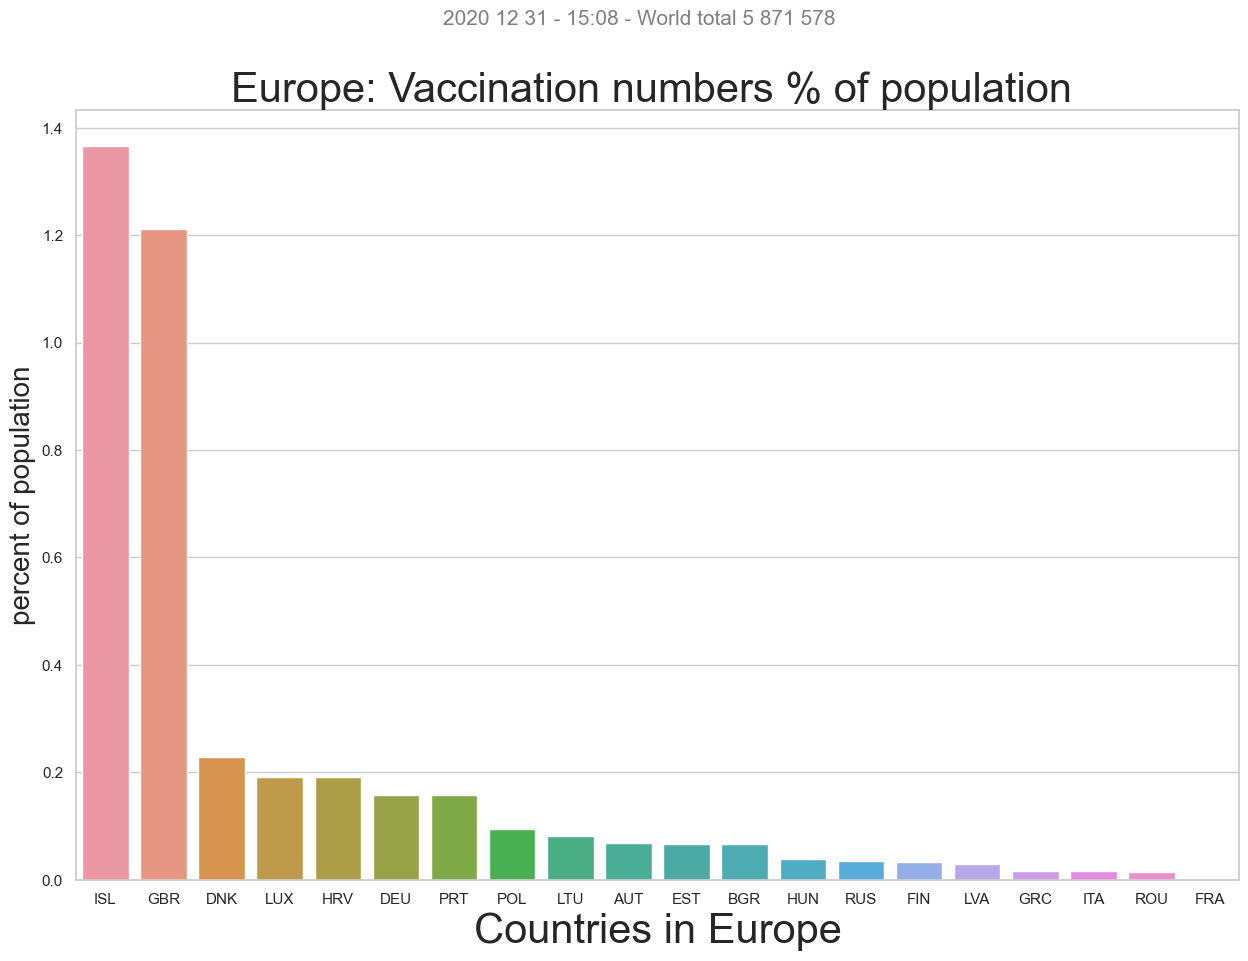 2020 12 31 - 15:08 - World total 5 871 578
Europe: Vaccination numbers % of population
1.4
1.2
1.0
0.8
0.6
0.4
0.2
0.0
percent of population
ISL GBR DNK LUX HRV DEU PRT POL LTU AUT EST BGR HUN RUS FIN LVA GRC ITA ROU FRA
Countries in Europe